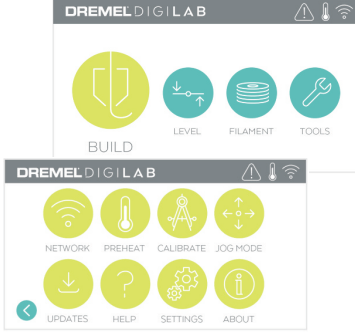 DREMEL DIGILAB
LEVEL FILAMENT TOOLS
BUILD
DREMEL DIGILAB
NETWORK PREHEAT CALIBRATE JOG MODE
UPDATES HELP SETTINGS ABOUT